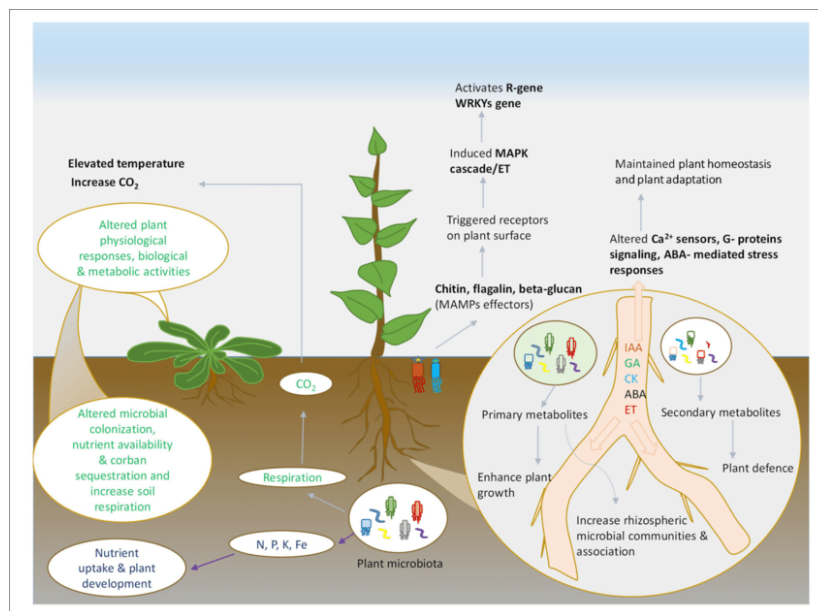 Activates R-gene
WRKYs gene
Elevated temperature
Increase CO₂
Induced MAPK
cascade/ET
Maintained plant homeostasis
and plant adaptation
Altered plant
physiological
responses, biological
& metabolic activities
Triggered receptors
on plant surface
Altered Ca²⁺ sensors, G- proteins
signaling, ABA- mediated stress
responses
Chitin, flagalin, beta-glucan
(MAMPs effectors)
IAA
GA
CK
ABA
ET
CO₂
Primary metabolites
Secondary metabolites
Altered microbial
colonization,
nutrient availability
& corban
sequestration and
increase soil
respiration
Plant defence
Respiration
Enhance plant
growth
Increase rhizospheric
microbial communities &
association
N, P, K, Fe
Plant microbiota
Nutrient
uptake & plant
development